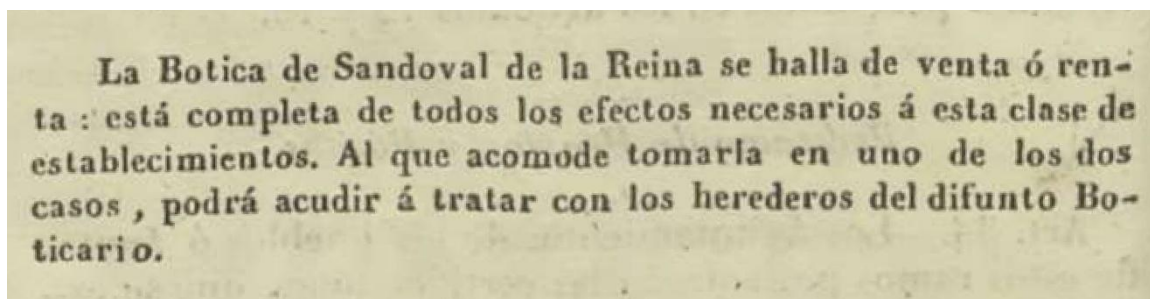 La Botica de Sandoval de la Reina se halla de venta ó ren-
ta: está completa de todos los efectos necesarios á esta clase de
establecimientos. Al que acomode tomarla en uno de los dos
casos, podrá acudir á tratar con los herederos del difunto Bo-
ticario.